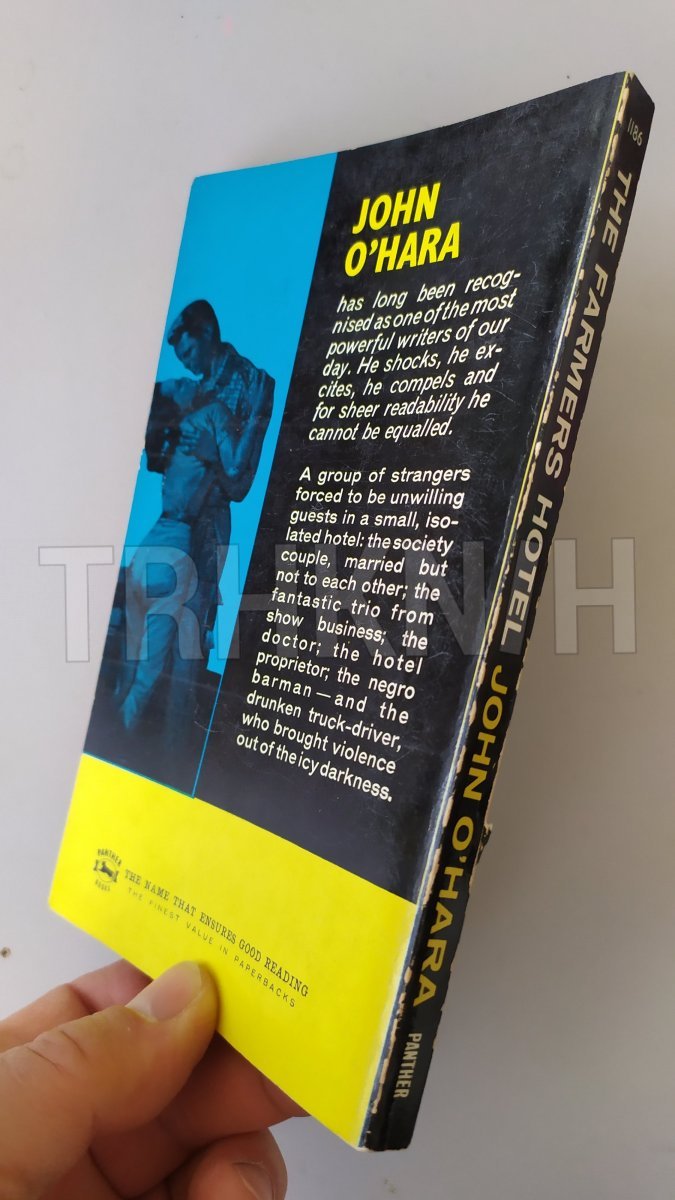 JOHN
O'HARA
has long been recog-
nised as one of the most
powerful writers of our
day. He shocks, he ex-
cites, he compels and
for sheer readability he
cannot be equalled.
A group of strangers
forced to be unwilling
guests in a small, iso-
lated hotel: the society
couple, married but
not to each other; the
fantastic trio from
show business; the
doctor; the hotel
proprietor; the negro
barman — and the
drunken truck-driver,
who brought violence
out of the icy darkness.
PANTHER
BOOKS
THE NAME THAT ENSURES GOOD READING
THE FINEST VALUE IN PAPERBACKS
1186
THE FARMERS HOTEL JOHN O'HARA
PANTHER